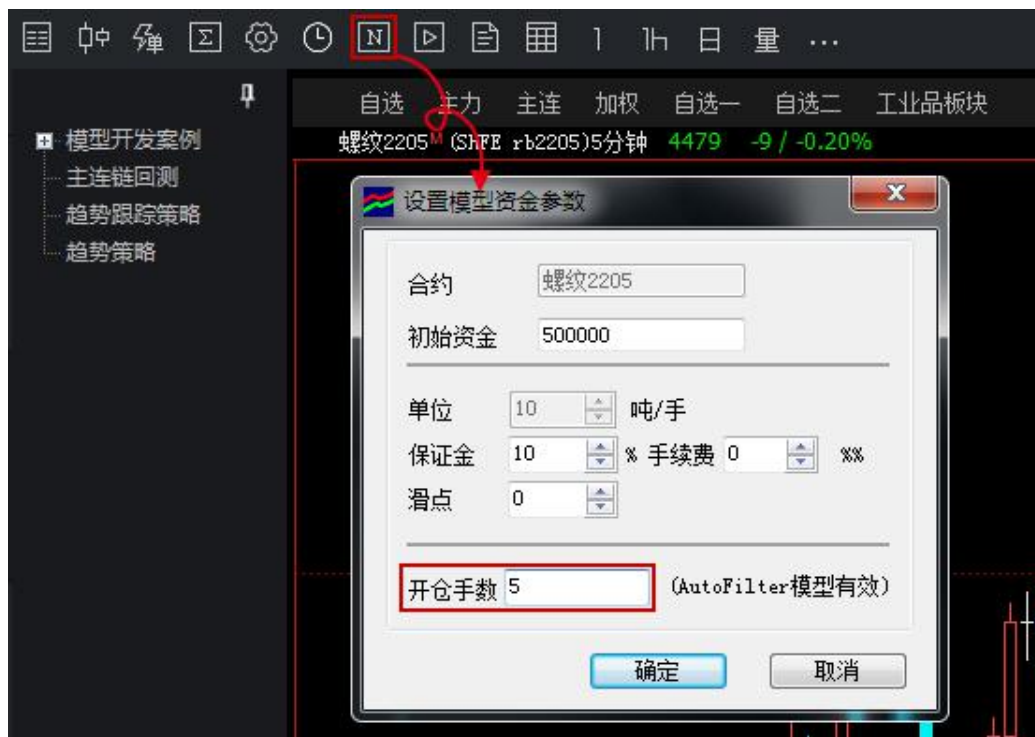 单 Σ N 1 1h 日 量 ...
自选 主力 主连 加权 自选一 自选二 工业品板块
模型开发案例
螺纹2205M (ShFE rb2205)5分钟 4479 -9 / -0.20%
主连链回测
趋势跟踪策略
趋势策略
设置模型资金参数
合约 螺纹2205
初始资金 500000
单位 10 吨/手
保证金 10 % 手续费 0 %%
滑点 0
开仓手数 5 (AutoFilter模型有效)
确定 取消